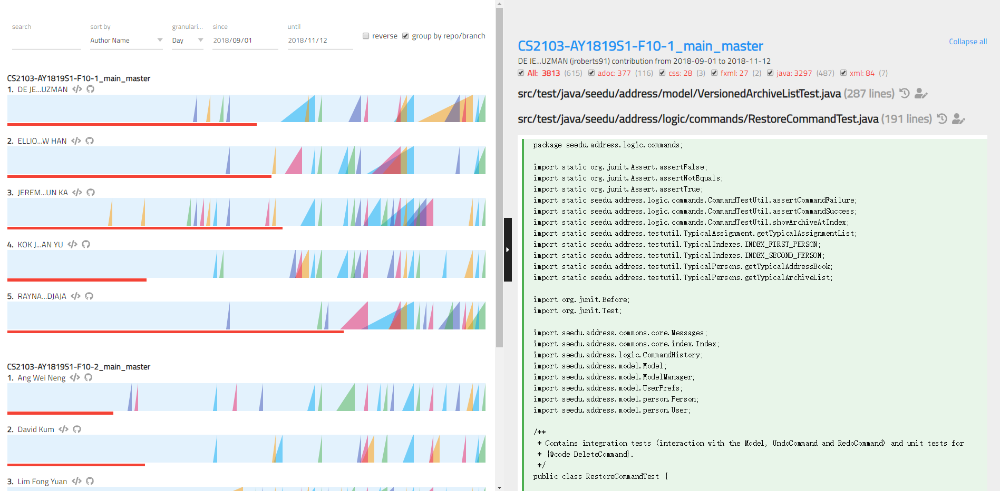 search
sort by
Author Name
granulari...
Day
since
2018/09/01
until
2018/11/12
reverse
group by repo/branch
CS2103-AY1819S1-F10-1_main_master
1. DE JE...UZMAN
2. ELLIO...W HAN
3. JEREM...UN KA
4. KOK J...AN YU
5. RAYNA...DJAJA
CS2103-AY1819S1-F10-2_main_master
1. Ang Wei Neng
2. David Kum
3. Lim Fong Yuan
CS2103-AY1819S1-F10-1_main_master
Collapse all
DE JE...UZMAN (jroberts91) contribution from 2018-09-01 to 2018-11-12
All: 3813 (615) adoc: 377 (116) css: 28 (3) fxml: 27 (2) java: 3297 (487) xml: 84 (7)
src/test/java/seedu/address/model/VersionedArchiveListTest.java (287 lines)
src/test/java/seedu/address/logic/commands/RestoreCommandTest.java (191 lines)
package seedu.address.logic.commands;
import static org.junit.Assert.assertFalse;
import static org.junit.Assert.assertNotEquals;
import static org.junit.Assert.assertTrue;
import static seedu.address.logic.commands.CommandTestUtil.assertCommandFailure;
import static seedu.address.logic.commands.CommandTestUtil.assertCommandSuccess;
import static seedu.address.logic.commands.CommandTestUtil.showArchiveAtIndex;
import static seedu.address.testutil.TypicalAssignment.getTypicalAssignmentList;
import static seedu.address.testutil.TypicalIndexes.INDEX_FIRST_PERSON;
import static seedu.address.testutil.TypicalIndexes.INDEX_SECOND_PERSON;
import static seedu.address.testutil.TypicalPersons.getTypicalAddressBook;
import static seedu.address.testutil.TypicalPersons.getTypicalArchiveList;
import org.junit.Before;
import org.junit.Test;
import seedu.address.commons.core.Messages;
import seedu.address.commons.core.index.Index;
import seedu.address.logic.CommandHistory;
import seedu.address.model.Model;
import seedu.address.model.ModelManager;
import seedu.address.model.UserPrefs;
import seedu.address.model.person.Person;
import seedu.address.model.person.User;
/**
* Contains integration tests (interaction with the Model, UndoCommand and RedoCommand) and unit tests for
* {@code DeleteCommand}.
*/
public class RestoreCommandTest {